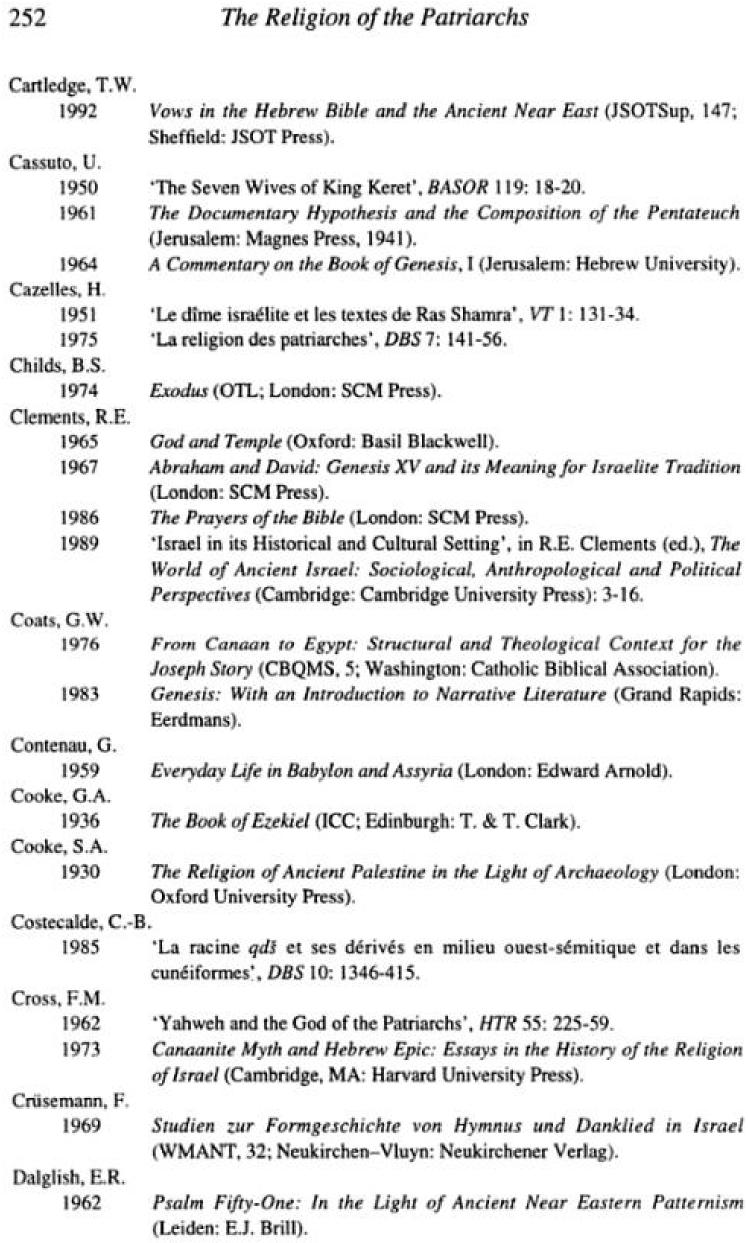 252 The Religion of the Patriarchs
Cartledge, T.W.
1992 Vows in the Hebrew Bible and the Ancient Near East (JSOTSup, 147;
Sheffield: JSOT Press).
Cassuto, U.
1950 ‘The Seven Wives of King Keret’, BASOR 119: 18-20.
1961 The Documentary Hypothesis and the Composition of the Pentateuch
(Jerusalem: Magnes Press, 1941).
1964 A Commentary on the Book of Genesis, I (Jerusalem: Hebrew University).
Cazelles, H.
1951 ‘Le dîme israélite et les textes de Ras Shamra’, VT 1: 131-34.
1975 ‘La religion des patriarches’, DBS 7: 141-56.
Childs, B.S.
1974 Exodus (OTL; London: SCM Press).
Clements, R.E.
1965 God and Temple (Oxford: Basil Blackwell).
1967 Abraham and David: Genesis XV and its Meaning for Israelite Tradition
(London: SCM Press).
1986 The Prayers of the Bible (London: SCM Press).
1989 ‘Israel in its Historical and Cultural Setting’, in R.E. Clements (ed.), The
World of Ancient Israel: Sociological, Anthropological and Political
Perspectives (Cambridge: Cambridge University Press): 3-16.
Coats, G.W.
1976 From Canaan to Egypt: Structural and Theological Context for the
Joseph Story (CBQMS, 5; Washington: Catholic Biblical Association).
1983 Genesis: With an Introduction to Narrative Literature (Grand Rapids:
Eerdmans).
Contenau, G.
1959 Everyday Life in Babylon and Assyria (London: Edward Arnold).
Cooke, G.A.
1936 The Book of Ezekiel (ICC; Edinburgh: T. & T. Clark).
Cooke, S.A.
1930 The Religion of Ancient Palestine in the Light of Archaeology (London:
Oxford University Press).
Costecalde, C.-B.
1985 ‘La racine qdš et ses dérivés en milieu ouest-sémitique et dans les
cunéiformes’, DBS 10: 1346-415.
Cross, F.M.
1962 ‘Yahweh and the God of the Patriarchs’, HTR 55: 225-59.
1973 Canaanite Myth and Hebrew Epic: Essays in the History of the Religion
of Israel (Cambridge, MA: Harvard University Press).
Crüsemann, F.
1969 Studien zur Formgeschichte von Hymnus und Danklied in Israel
(WMANT, 32; Neukirchen–Vluyn: Neukirchener Verlag).
Dalglish, E.R.
1962 Psalm Fifty-One: In the Light of Ancient Near Eastern Patternism
(Leiden: E.J. Brill).